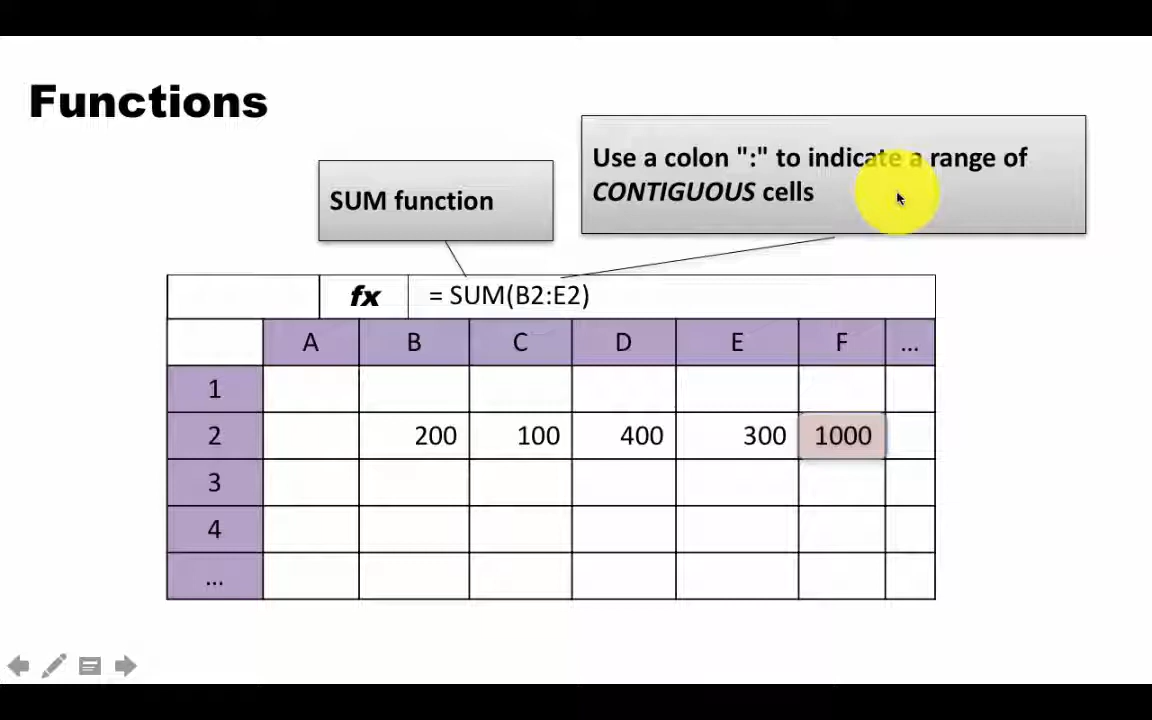 Functions
Use a colon ":" to indicate a range of
CONTIGUOUS cells
SUM function
fx = SUM(B2:E2)
A B C D E F ...
1
2 200 100 400 300 1000
3
4
...